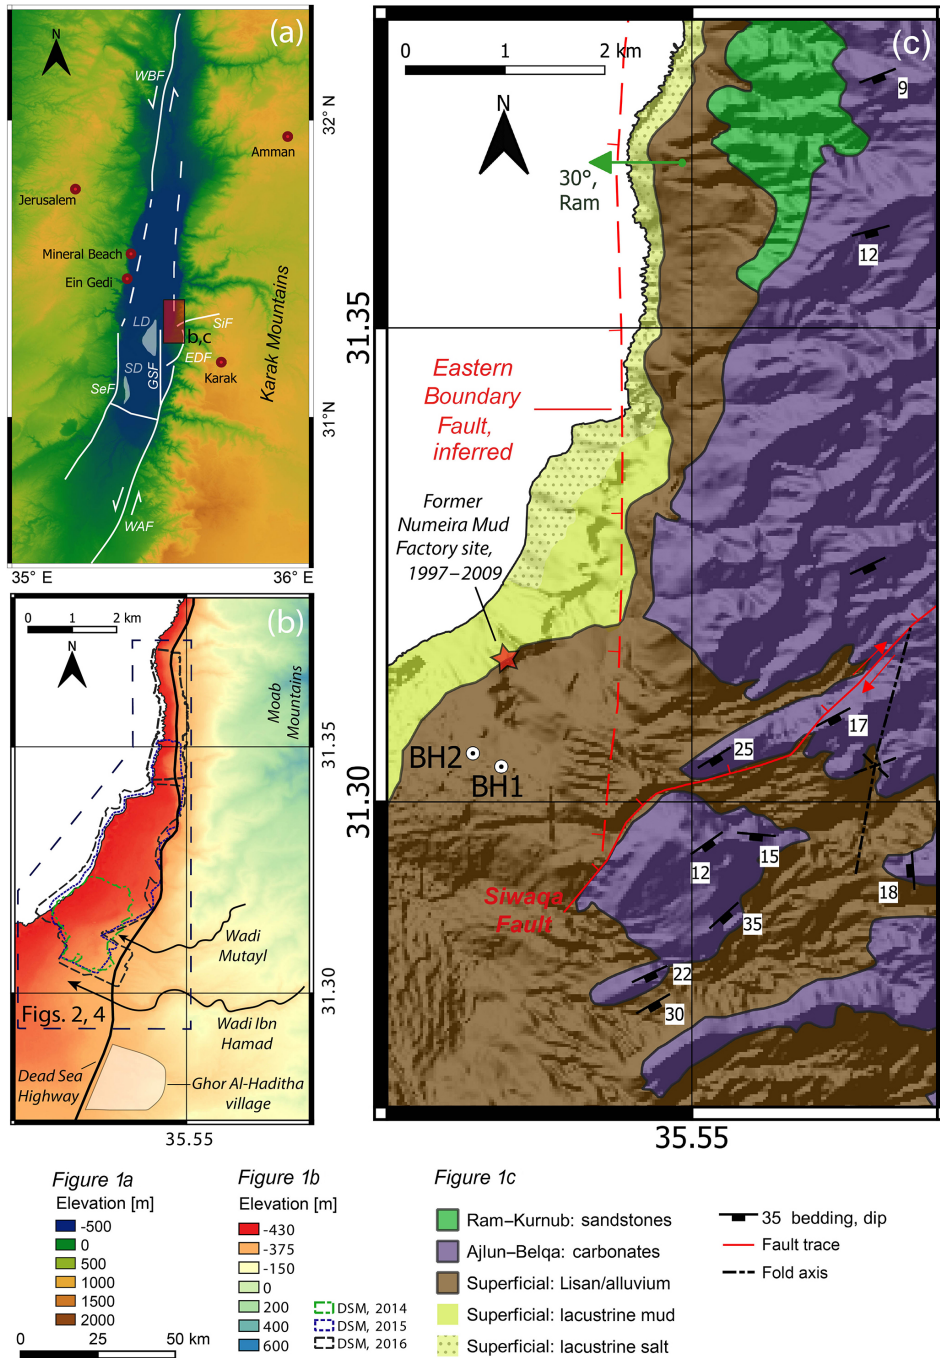 (a)
N
WBF
32° N
Amman
Jerusalem
Mineral Beach
Ein Gedi
Karak Mountains
LD
SiF
b,c
EDF
SD
GSF
Karak
SeF
31°N
WAF
35° E
36° E
(b)
0 1 2 km
N
Moab
Mountains
31.35
Wadi
Mutayl
31.30
Figs. 2, 4
Wadi Ibn
Hamad
Dead Sea
Highway
Ghor Al-Haditha
village
35.55
(c)
0 1 2 km
N
9
30°,
Ram
12
31.35
Eastern
Boundary
Fault,
inferred
Former
Numeira Mud
Factory site,
1997–2009
17
25
BH2
BH1
31.30
15
12
18
Siwaqa
Fault
35
22
30
35.55
Figure 1a
Elevation [m]
-500
0
500
1000
1500
2000
0 25 50 km
Figure 1b
Elevation [m]
-430
-375
-150
0
200
400
600
DSM, 2014
DSM, 2015
DSM, 2016
Figure 1c
Ram–Kurnub: sandstones
Ajlun–Belqa: carbonates
Superficial: Lisan/alluvium
Superficial: lacustrine mud
Superficial: lacustrine salt
35 bedding, dip
Fault trace
Fold axis